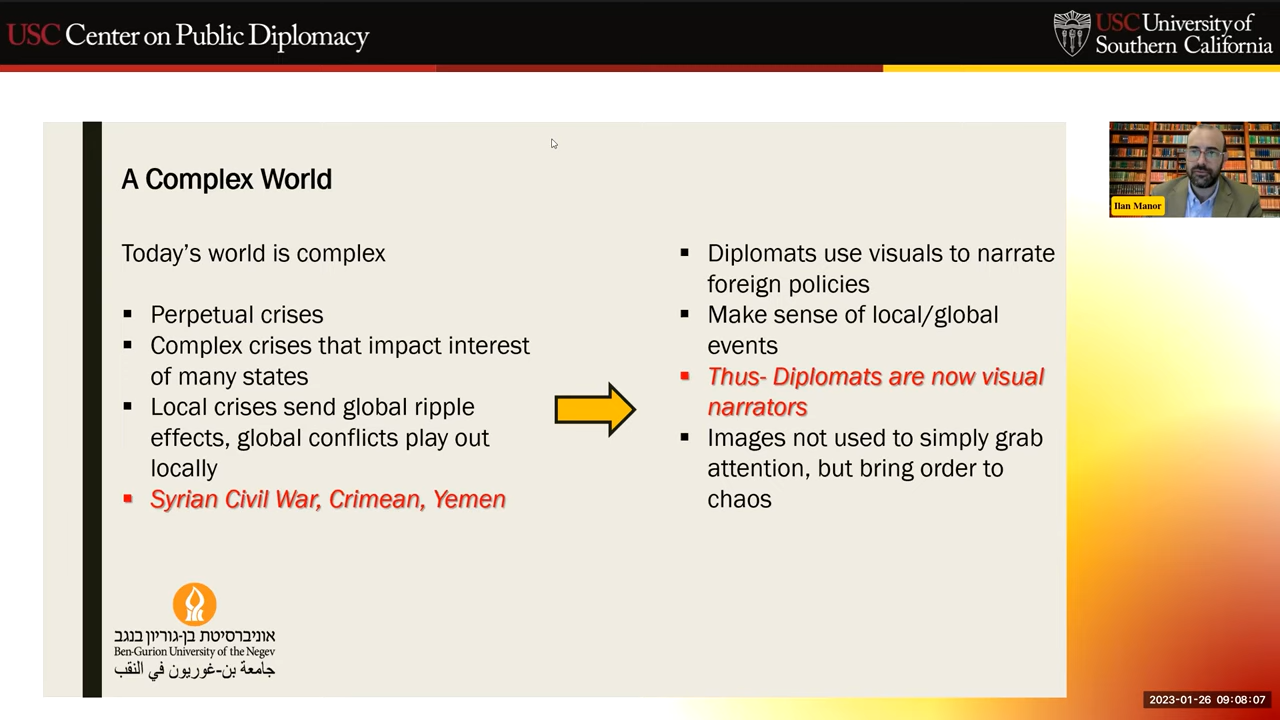 USC Center on Public Diplomacy
USC University of
Southern California
A Complex World
Today's world is complex
▪ Perpetual crises
▪ Complex crises that impact interest
of many states
▪ Local crises send global ripple
effects, global conflicts play out
locally
▪ Syrian Civil War, Crimean, Yemen
▪ Diplomats use visuals to narrate
foreign policies
▪ Make sense of local/global
events
▪ Thus- Diplomats are now visual
narrators
▪ Images not used to simply grab
attention, but bring order to
chaos
אוניברסיטת בן-גוריון בנגב
Ben-Gurion University of the Negev
جامعة بن-غوريون في النقب
Ilan Manor
2023-01-26 09:08:07